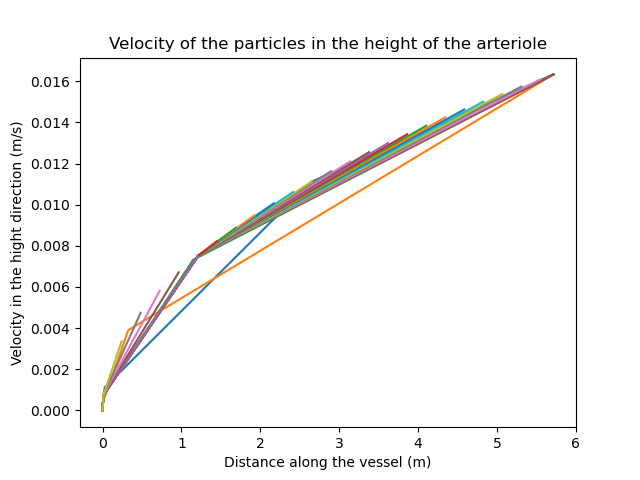 Velocity of the particles in the height of the arteriole
Velocity in the hight direction (m/s)
0.016
0.014
0.012
0.010
0.008
0.006
0.004
0.002
0.000
0 1 2 3 4 5 6
Distance along the vessel (m)